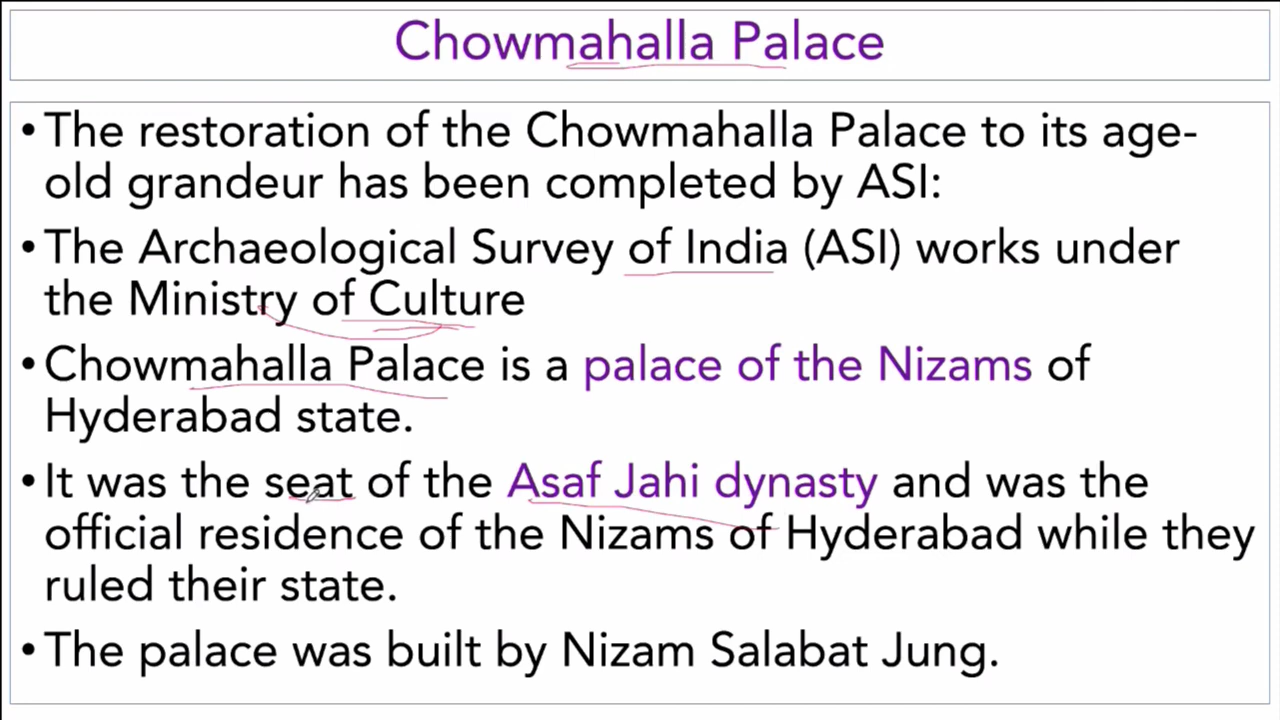 Chowmahalla Palace
• The restoration of the Chowmahalla Palace to its age-
old grandeur has been completed by ASI:
• The Archaeological Survey of India (ASI) works under
the Ministry of Culture
• Chowmahalla Palace is a palace of the Nizams of
Hyderabad state.
• It was the seat of the Asaf Jahi dynasty and was the
official residence of the Nizams of Hyderabad while they
ruled their state.
• The palace was built by Nizam Salabat Jung.